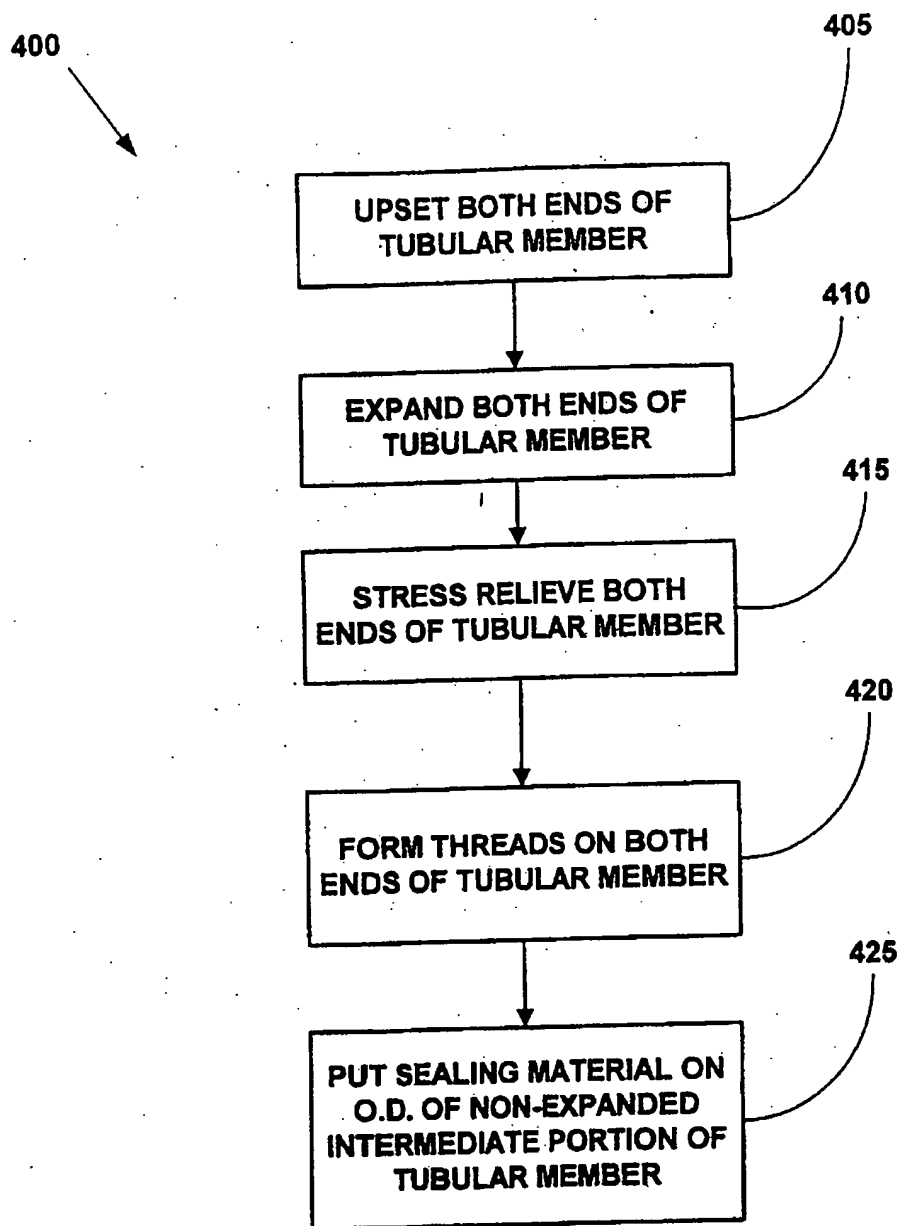 400
405
UPSET BOTH ENDS OF
TUBULAR MEMBER
410
EXPAND BOTH ENDS OF
TUBULAR MEMBER
415
STRESS RELIEVE BOTH
ENDS OF TUBULAR MEMBER
420
FORM THREADS ON BOTH
ENDS OF TUBULAR MEMBER
425
PUT SEALING MATERIAL ON
O.D. OF NON-EXPANDED
INTERMEDIATE PORTION OF
TUBULAR MEMBER